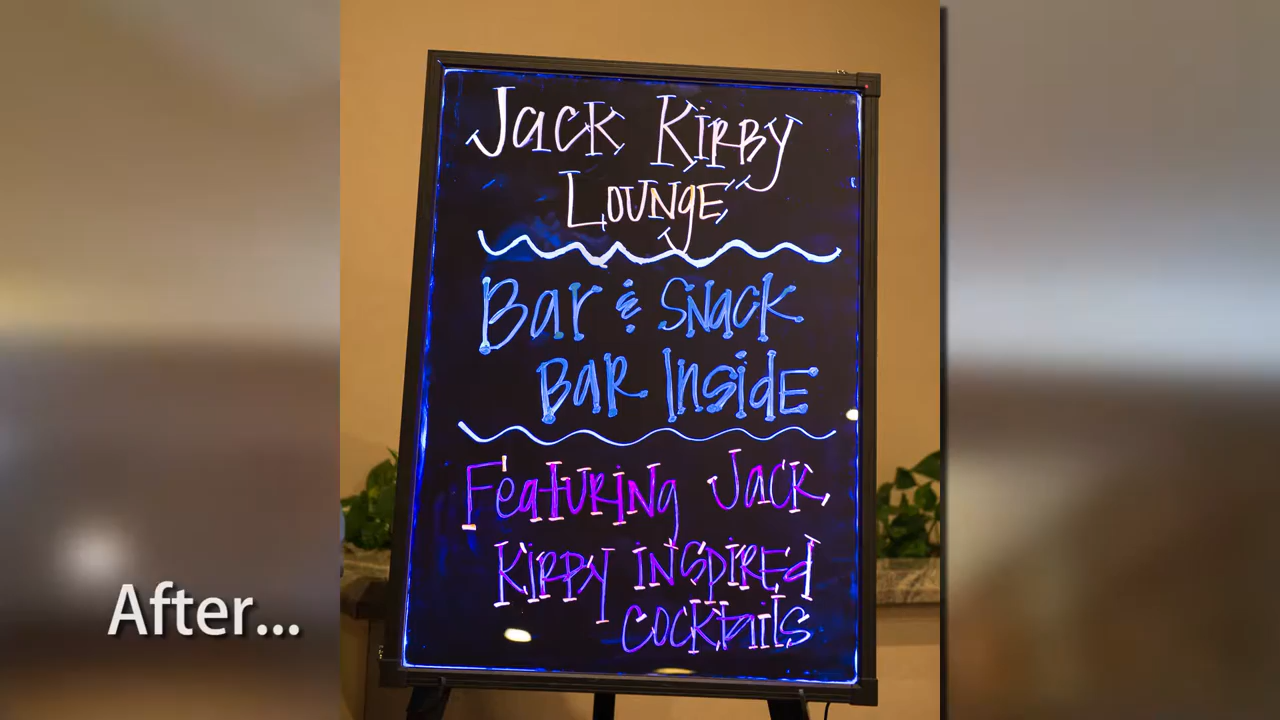 Jack Kirby
Lounge
Bar & Snack
Bar Inside
Featuring Jack
Kirby inspired
cocktails
After...